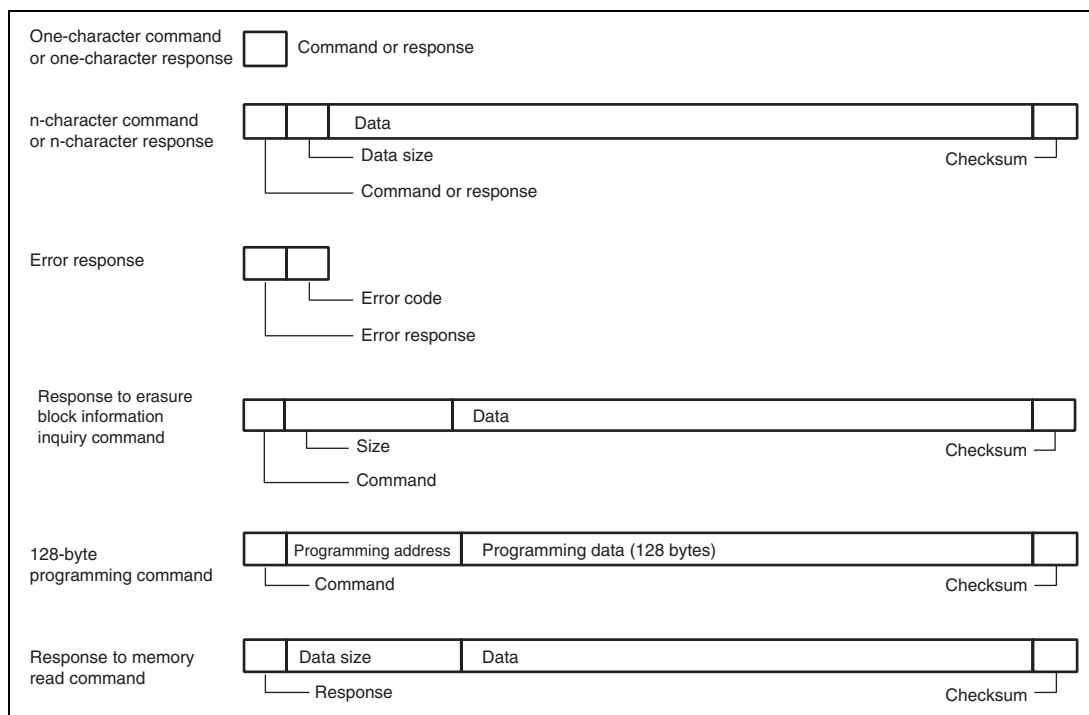 One-character command
or one-character response
Command or response
n-character command
or n-character response
Data
Data size
Checksum
Command or response
Error response
Error code
Error response
Response to erasure
block information
inquiry command
Data
Size
Checksum
Command
128-byte
programming command
Programming address
Programming data (128 bytes)
Command
Checksum
Response to memory
read command
Data size
Data
Response
Checksum